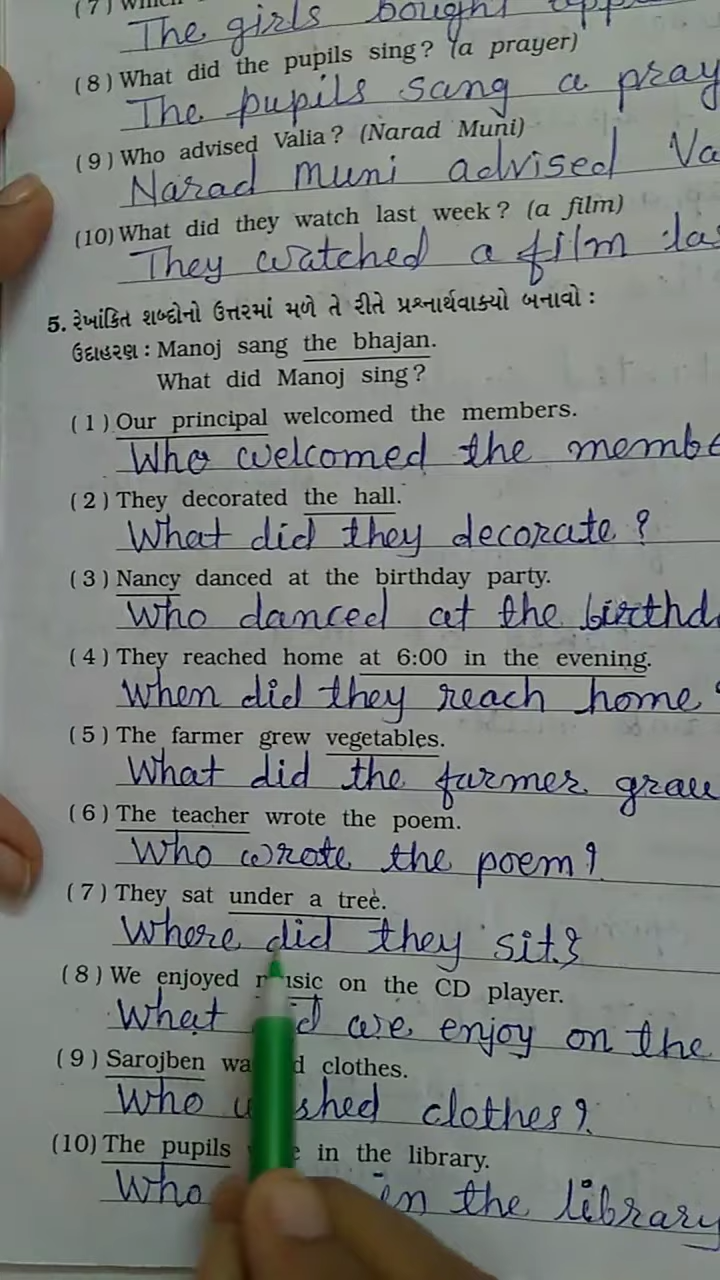 (7)
The girls bought
(8) What did the pupils sing? (a prayer)
The pupils sang a pray
(9) Who advised Valia? (Narad Muni)
Narad muni advised Va
(10) What did they watch last week? (a film)
They watched a film las
5. રેખાંકિત શબ્દોનો ઉત્તરમાં મળે તે રીતે પ્રશ્નાર્થવાક્યો બનાવો :
ઉદાહરણ : Manoj sang the bhajan.
What did Manoj sing?
(1) Our principal welcomed the members.
Who welcomed the membe
(2) They decorated the hall.
What did they decorate?
(3) Nancy danced at the birthday party.
Who danced at the birthd
(4) They reached home at 6:00 in the evening.
When did they reach home
(5) The farmer grew vegetables.
What did the farmer
(6) The teacher wrote the poem.
Who wrote the poem?
(7) They sat under a tree.
Where did they sit?
(8) We enjoyed music on the CD player.
What we enjoy on the
(9) Sarojben clothes.
Who clothes?
(10) The pupils in the library.
Who in the library